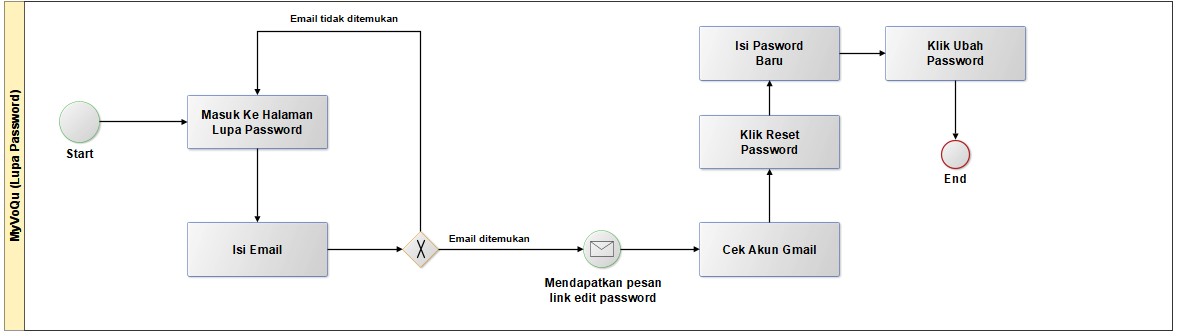 MyVoQu (Lupa Password)
Start
Email tidak ditemukan
Masuk Ke Halaman
Lupa Password
Isi Email
X
Email ditemukan
Mendapatkan pesan
link edit password
Cek Akun Gmail
Klik Reset
Password
Isi Pasword
Baru
Klik Ubah
Password
End